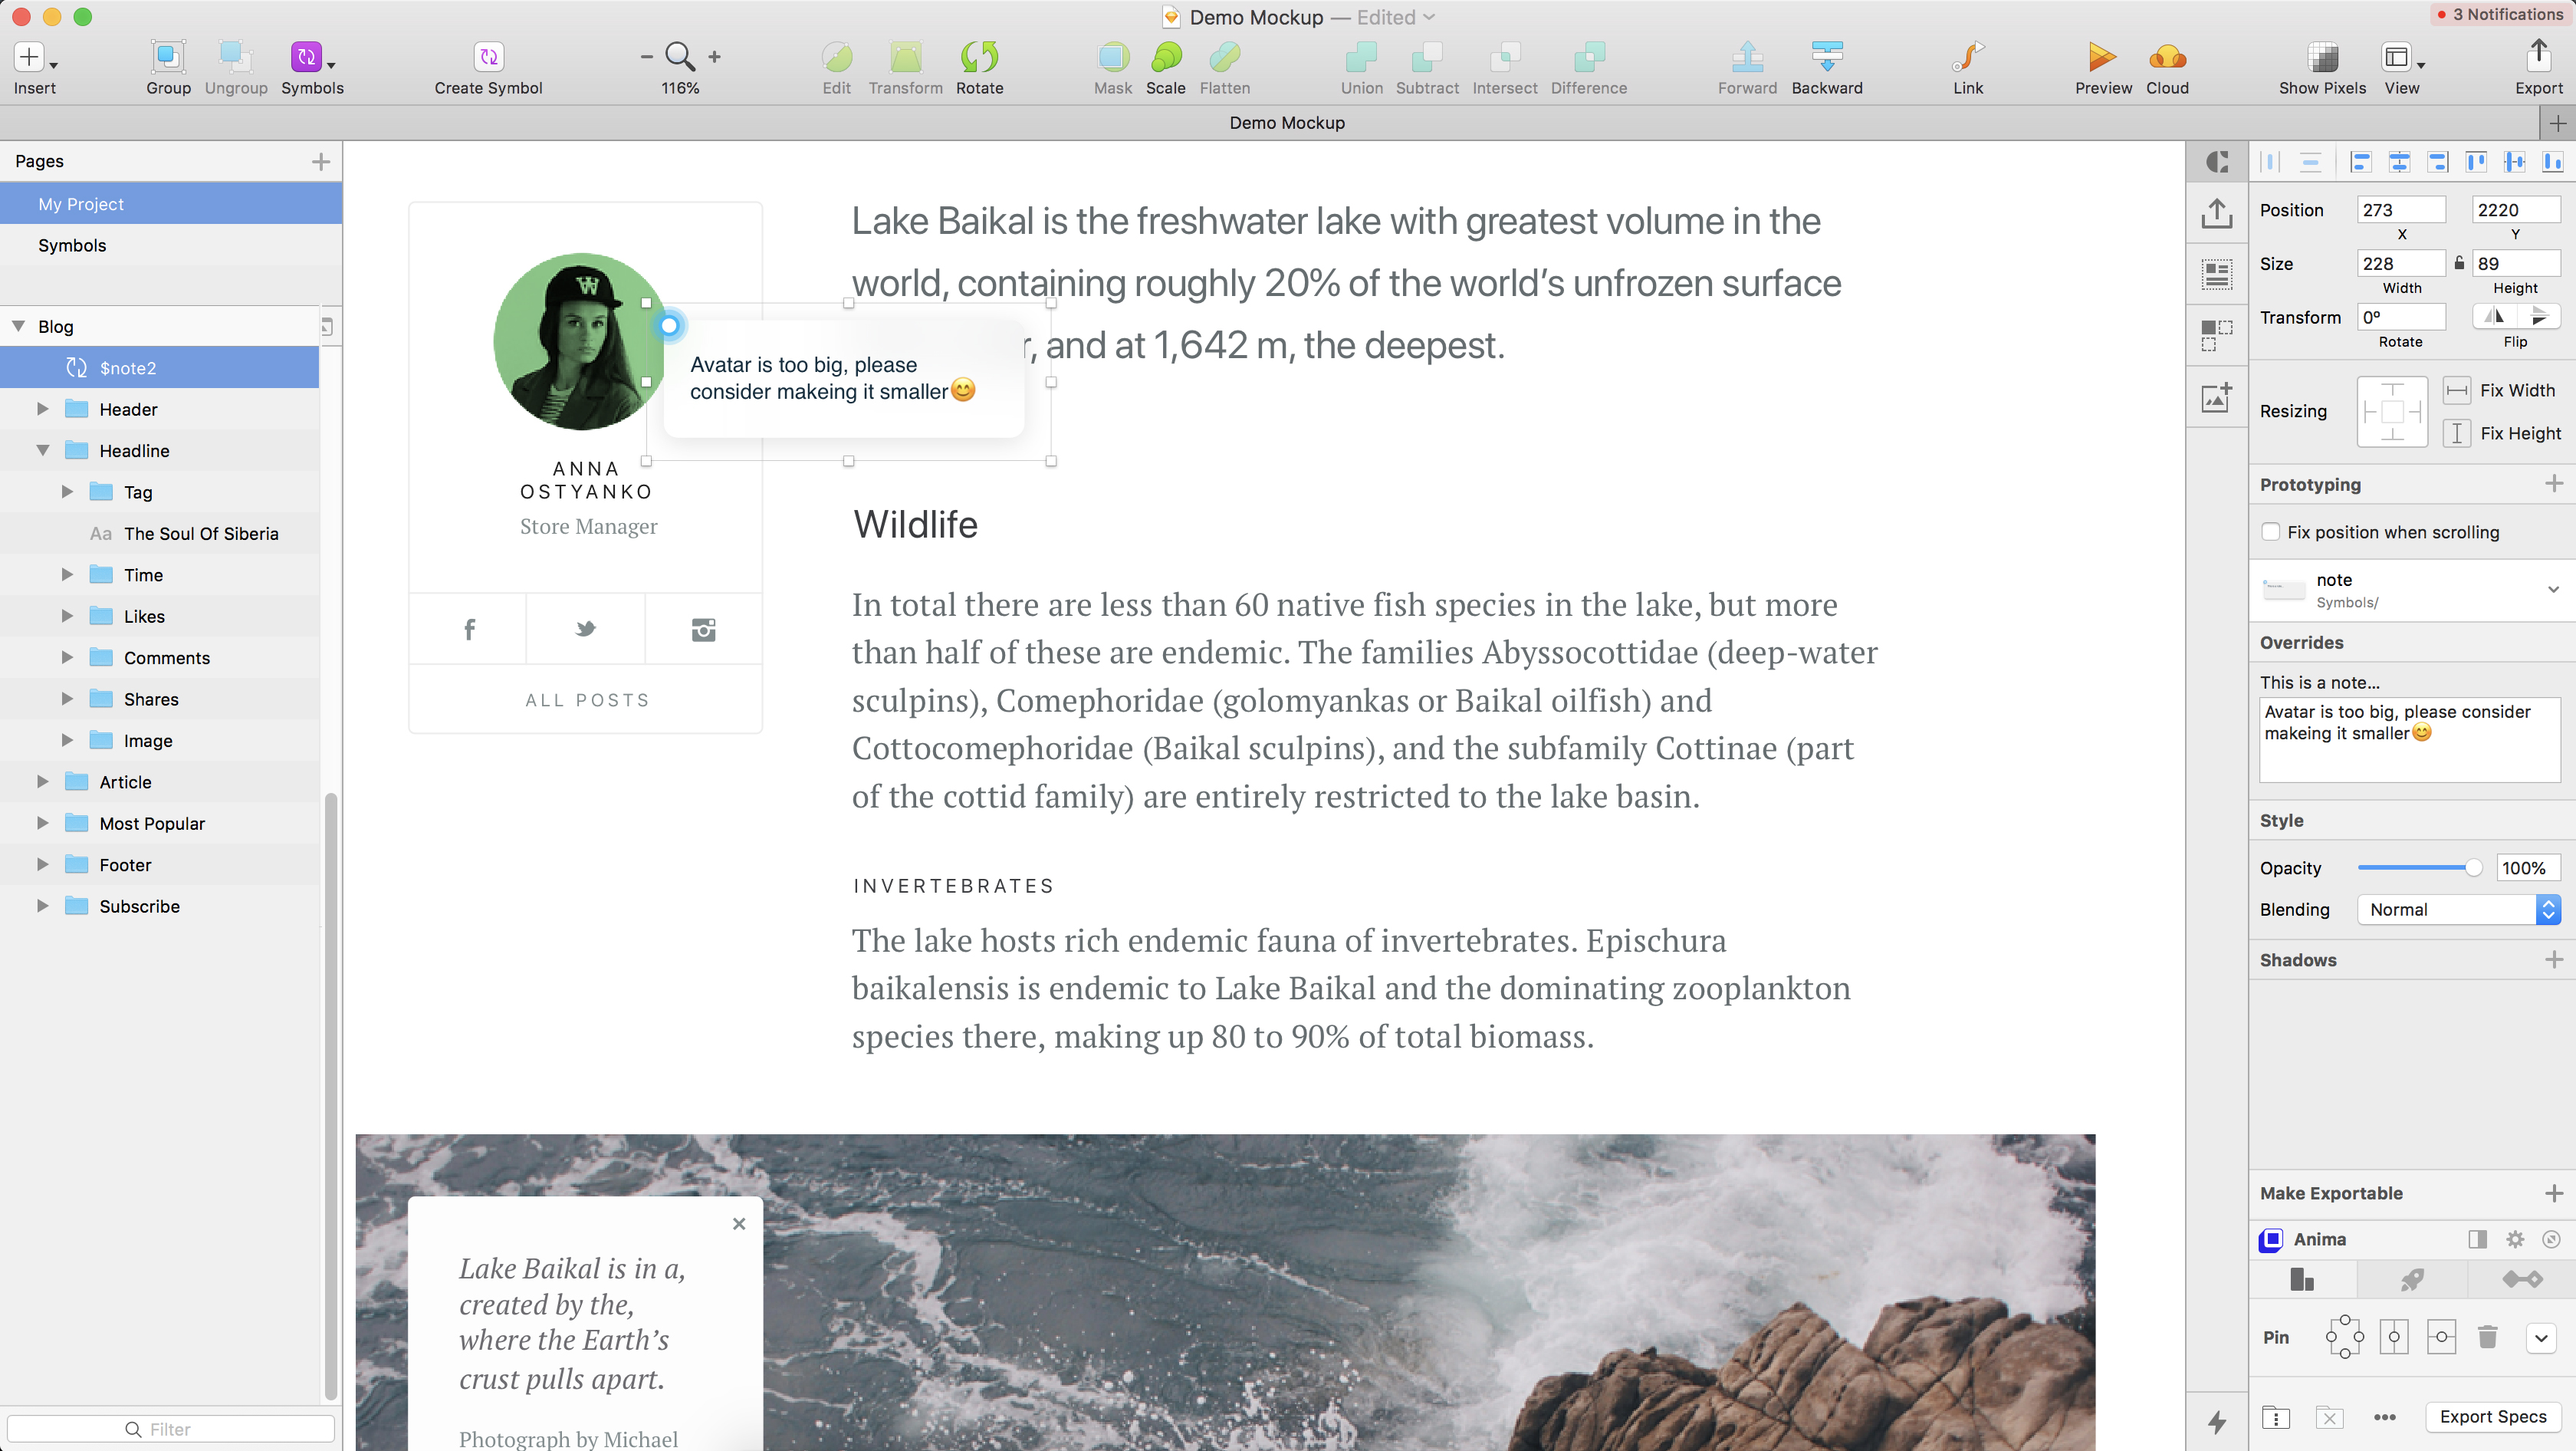 Demo Mockup — Edited
3 Notifications
Insert
Group
Ungroup
Symbols
Create Symbol
116%
Edit
Transform
Rotate
Mask
Scale
Flatten
Union
Subtract
Intersect
Difference
Forward
Backward
Link
Preview
Cloud
Show Pixels
View
Export
Demo Mockup
Pages
My Project
Symbols
Blog
$note2
Header
Headline
Tag
Aa The Soul Of Siberia
Time
Likes
Comments
Shares
Image
Article
Most Popular
Footer
Subscribe
Filter
ANNA
OSTYANKO
Store Manager
ALL POSTS
Avatar is too big, please
consider makeing it smaller😊
Lake Baikal is the freshwater lake with greatest volume in the
world, containing roughly 20% of the world's unfrozen surface
r, and at 1,642 m, the deepest.
Wildlife
In total there are less than 60 native fish species in the lake, but more
than half of these are endemic. The families Abyssocottidae (deep-water
sculpins), Comephoridae (golomyankas or Baikal oilfish) and
Cottocomephoridae (Baikal sculpins), and the subfamily Cottinae (part
of the cottid family) are entirely restricted to the lake basin.
INVERTEBRATES
The lake hosts rich endemic fauna of invertebrates. Epischura
baikalensis is endemic to Lake Baikal and the dominating zooplankton
species there, making up 80 to 90% of total biomass.
Lake Baikal is in a,
created by the,
where the Earth's
crust pulls apart.
Photograph by Michael
Position 273 2220
X Y
Size 228 89
Width Height
Transform 0º
Rotate Flip
Resizing
Fix Width
Fix Height
Prototyping
Fix position when scrolling
note
Symbols/
Overrides
This is a note...
Avatar is too big, please consider
makeing it smaller😊
Style
Opacity 100%
Blending Normal
Shadows
Make Exportable
Anima
Pin
Export Specs